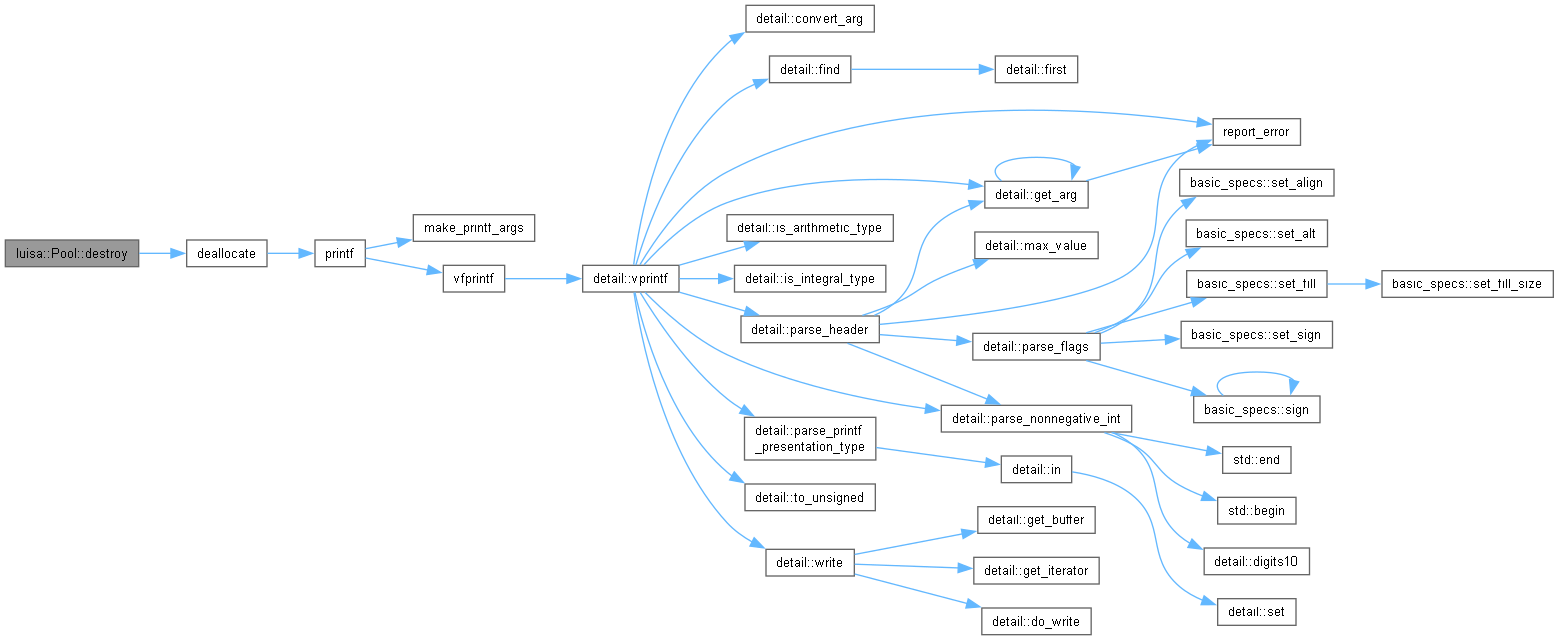 detail::convert_arg
detail::find
detail::first
report_error
basic_specs::set_align
detail::get_arg
make_printf_args
detail::is_arithmetic_type
basic_specs::set_alt
detail::max_value
luisa::Pool::destroy
deallocate
printf
vfprintf
detail::vprintf
detail::is_integral_type
basic_specs::set_fill
basic_specs::set_fill_size
detail::parse_header
basic_specs::set_sign
detail::parse_flags
basic_specs::sign
detail::parse_nonnegative_int
detail::parse_printf
_presentation_type
std::end
detail::in
detail::to_unsigned
std::begin
detail::get_buffer
detail::write
detail::digits10
detail::get_iterator
detail::set
detail::do_write